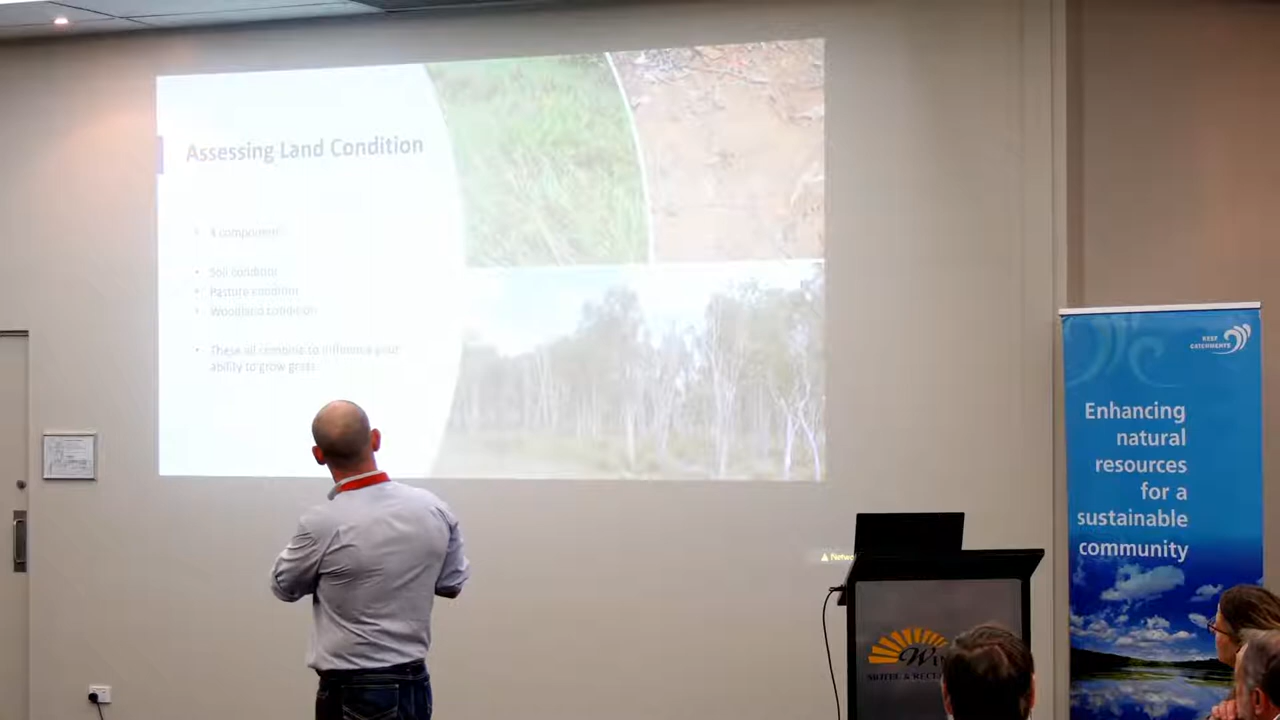 Assessing Land Condition
• 4 components
• Soil condition
• Pasture condition
• Woodland condition
• These all combine to influence your
ability to grow grass
REEF
CATCHMENTS
Enhancing
natural
resources
for a
sustainable
community